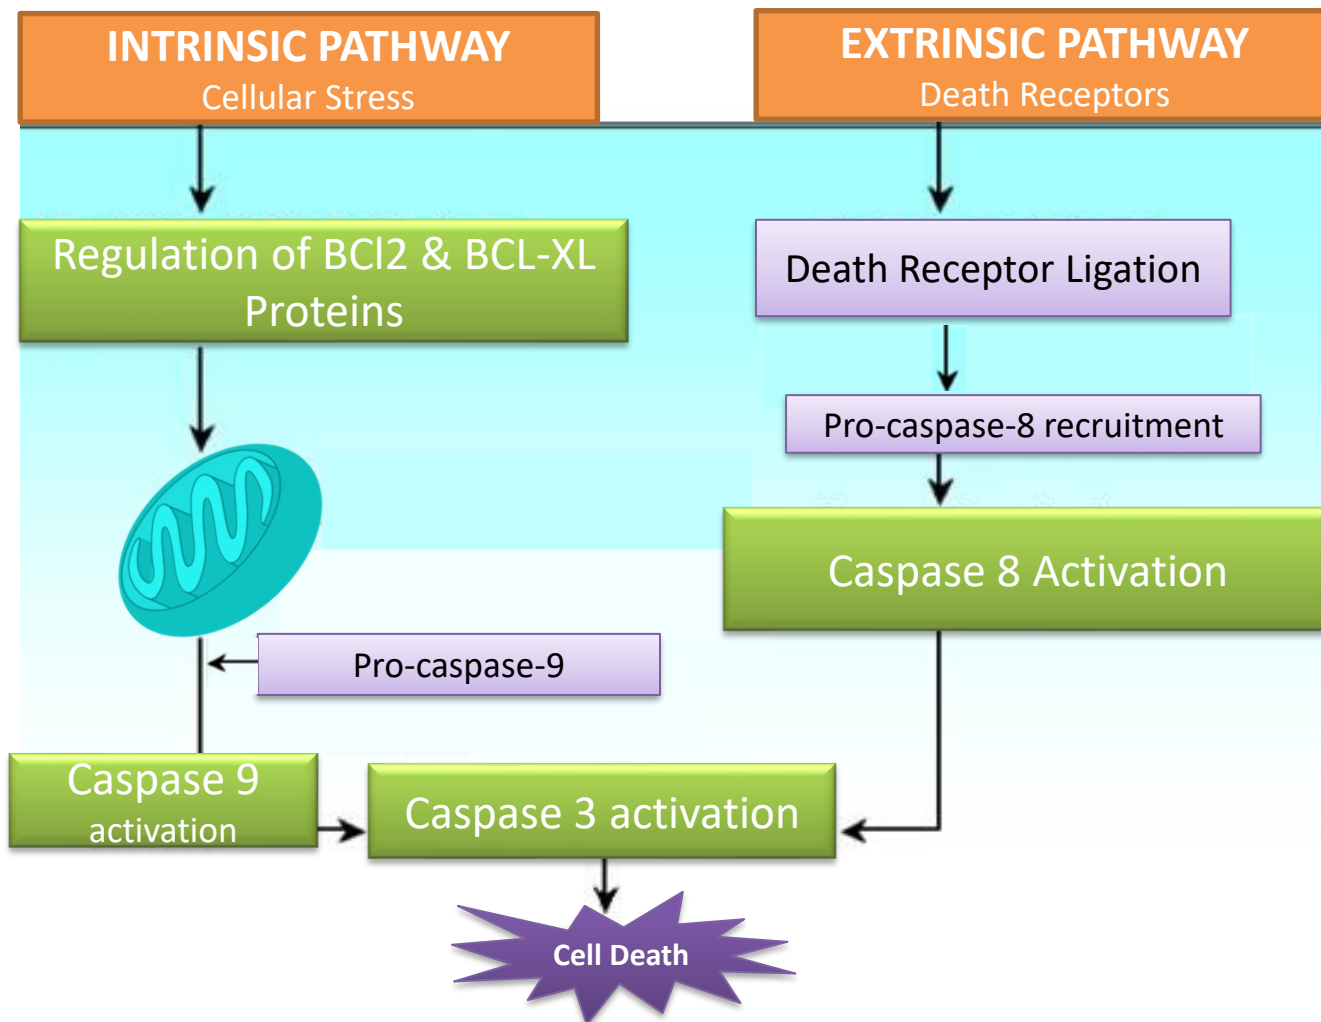 INTRINSIC PATHWAY
Cellular Stress
EXTRINSIC PATHWAY
Death Receptors
Regulation of BCl2 & BCL-XL
Proteins
Death Receptor Ligation
Pro-caspase-8 recruitment
Caspase 8 Activation
Pro-caspase-9
Caspase 9
activation
Caspase 3 activation
Cell Death